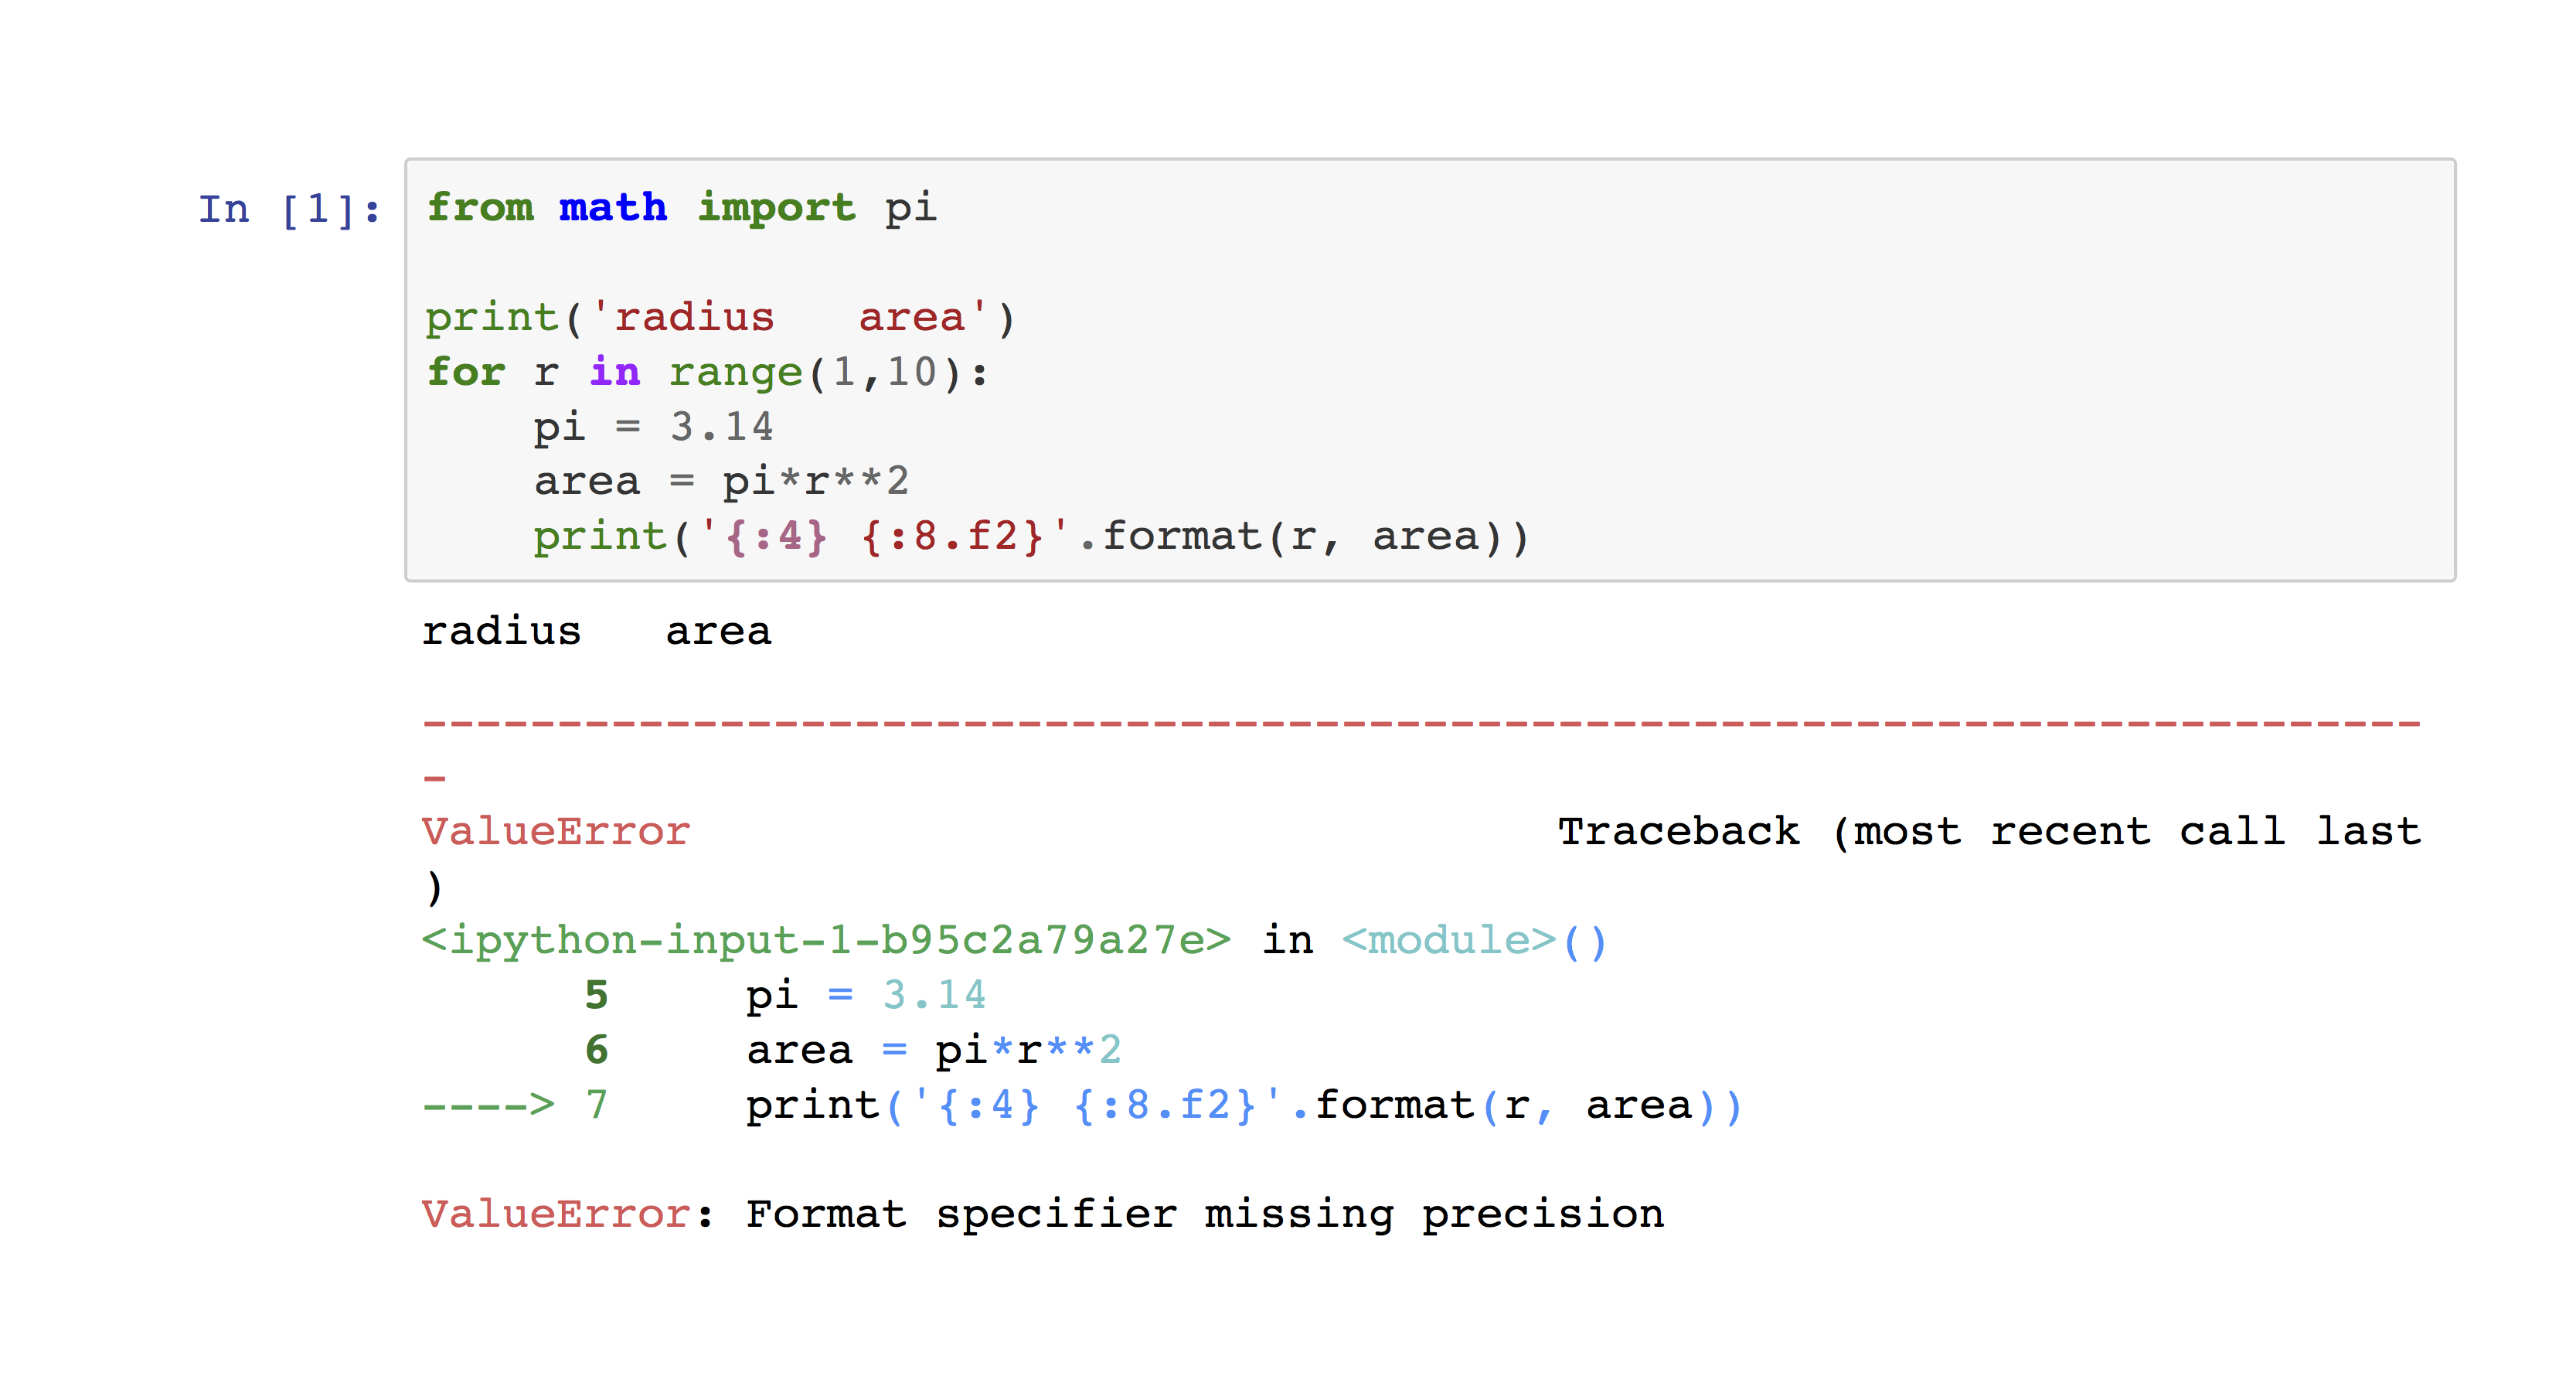 In [1]: from math import pi
print('radius   area')
for r in range(1,10):
    pi = 3.14
    area = pi*r**2
    print('{:4} {:8.f2}'.format(r, area))
radius   area
--------------------------------------------------------------------------
-
ValueError                                Traceback (most recent call last
)
<ipython-input-1-b95c2a79a27e> in <module>()
      5     pi = 3.14
      6     area = pi*r**2
----> 7     print('{:4} {:8.f2}'.format(r, area))
ValueError: Format specifier missing precision